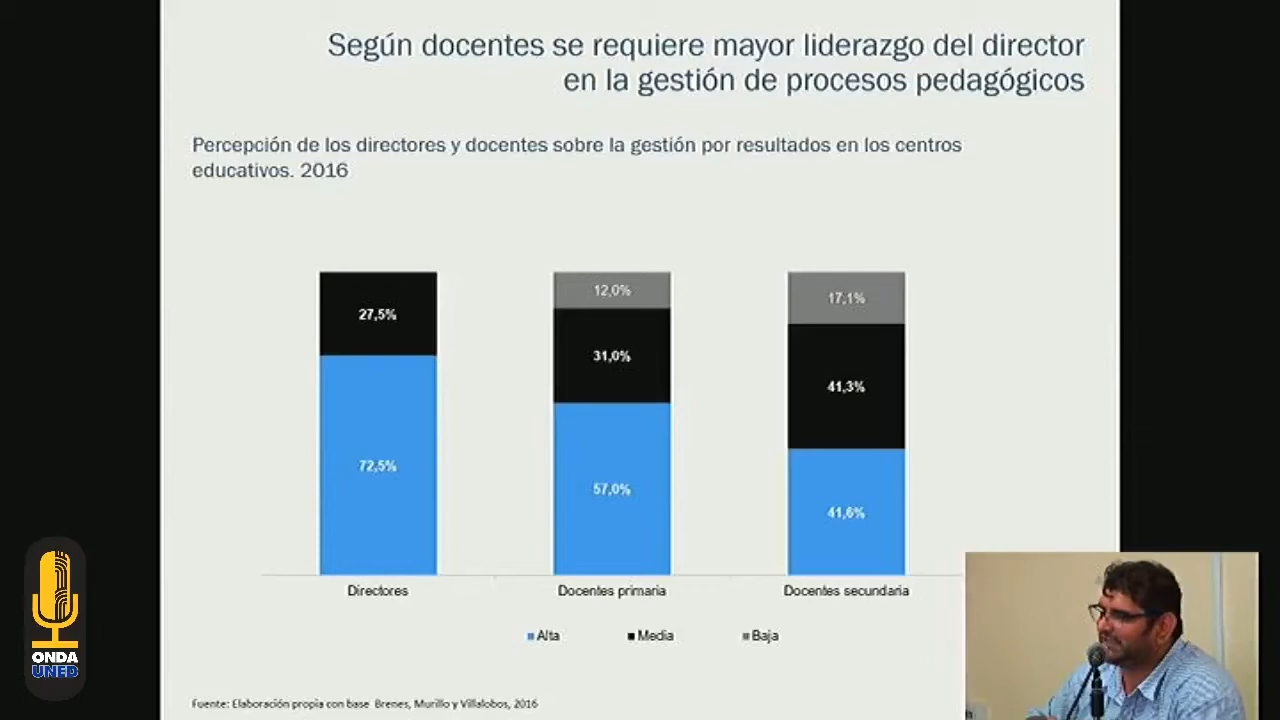 Según docentes se requiere mayor liderazgo del director
en la gestión de procesos pedagógicos
Percepción de los directores y docentes sobre la gestión por resultados en los centros
educativos. 2016
27,5%
72,5%
12,0%
31,0%
57,0%
17,1%
41,3%
41,6%
Directores
Docentes primaria
Docentes secundaria
Alta
Media
Baja
Fuente: Elaboración propia con base Brenes, Murillo y Villalobos, 2016
ONDA
UNED